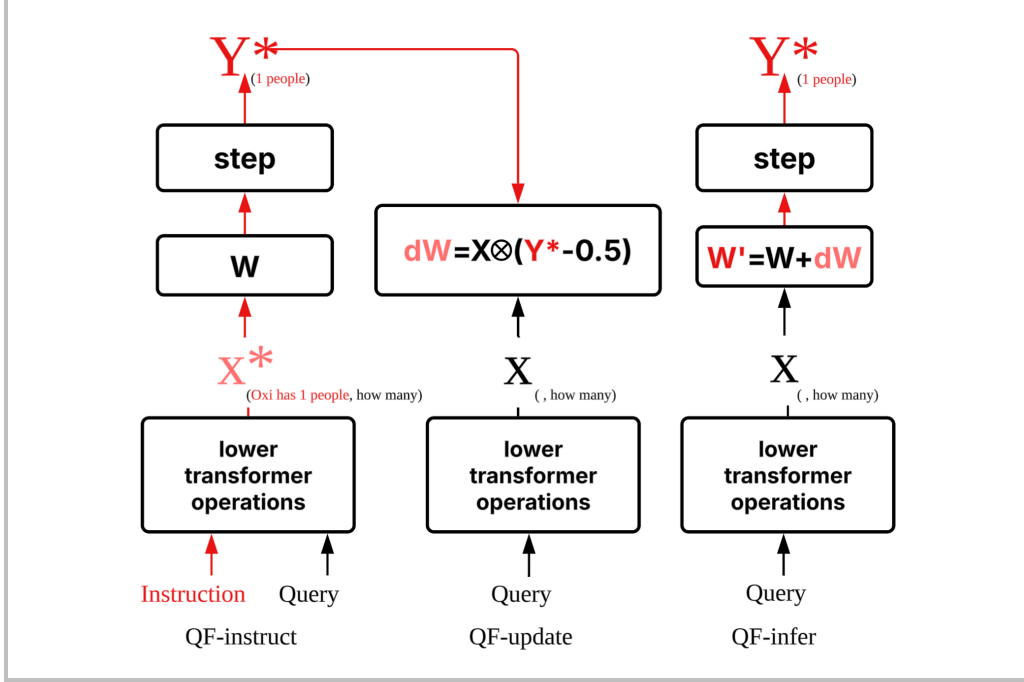 Y*
(1 people)
step
W
X*
(Oxi has 1 people, how many)
lower
transformer
operations
Instruction
Query
QF-instruct
dW=X⊗(Y*-0.5)
X
( , how many)
lower
transformer
operations
Query
QF-update
Y*
(1 people)
step
W'=W+dW
X
( , how many)
lower
transformer
operations
Query
QF-infer